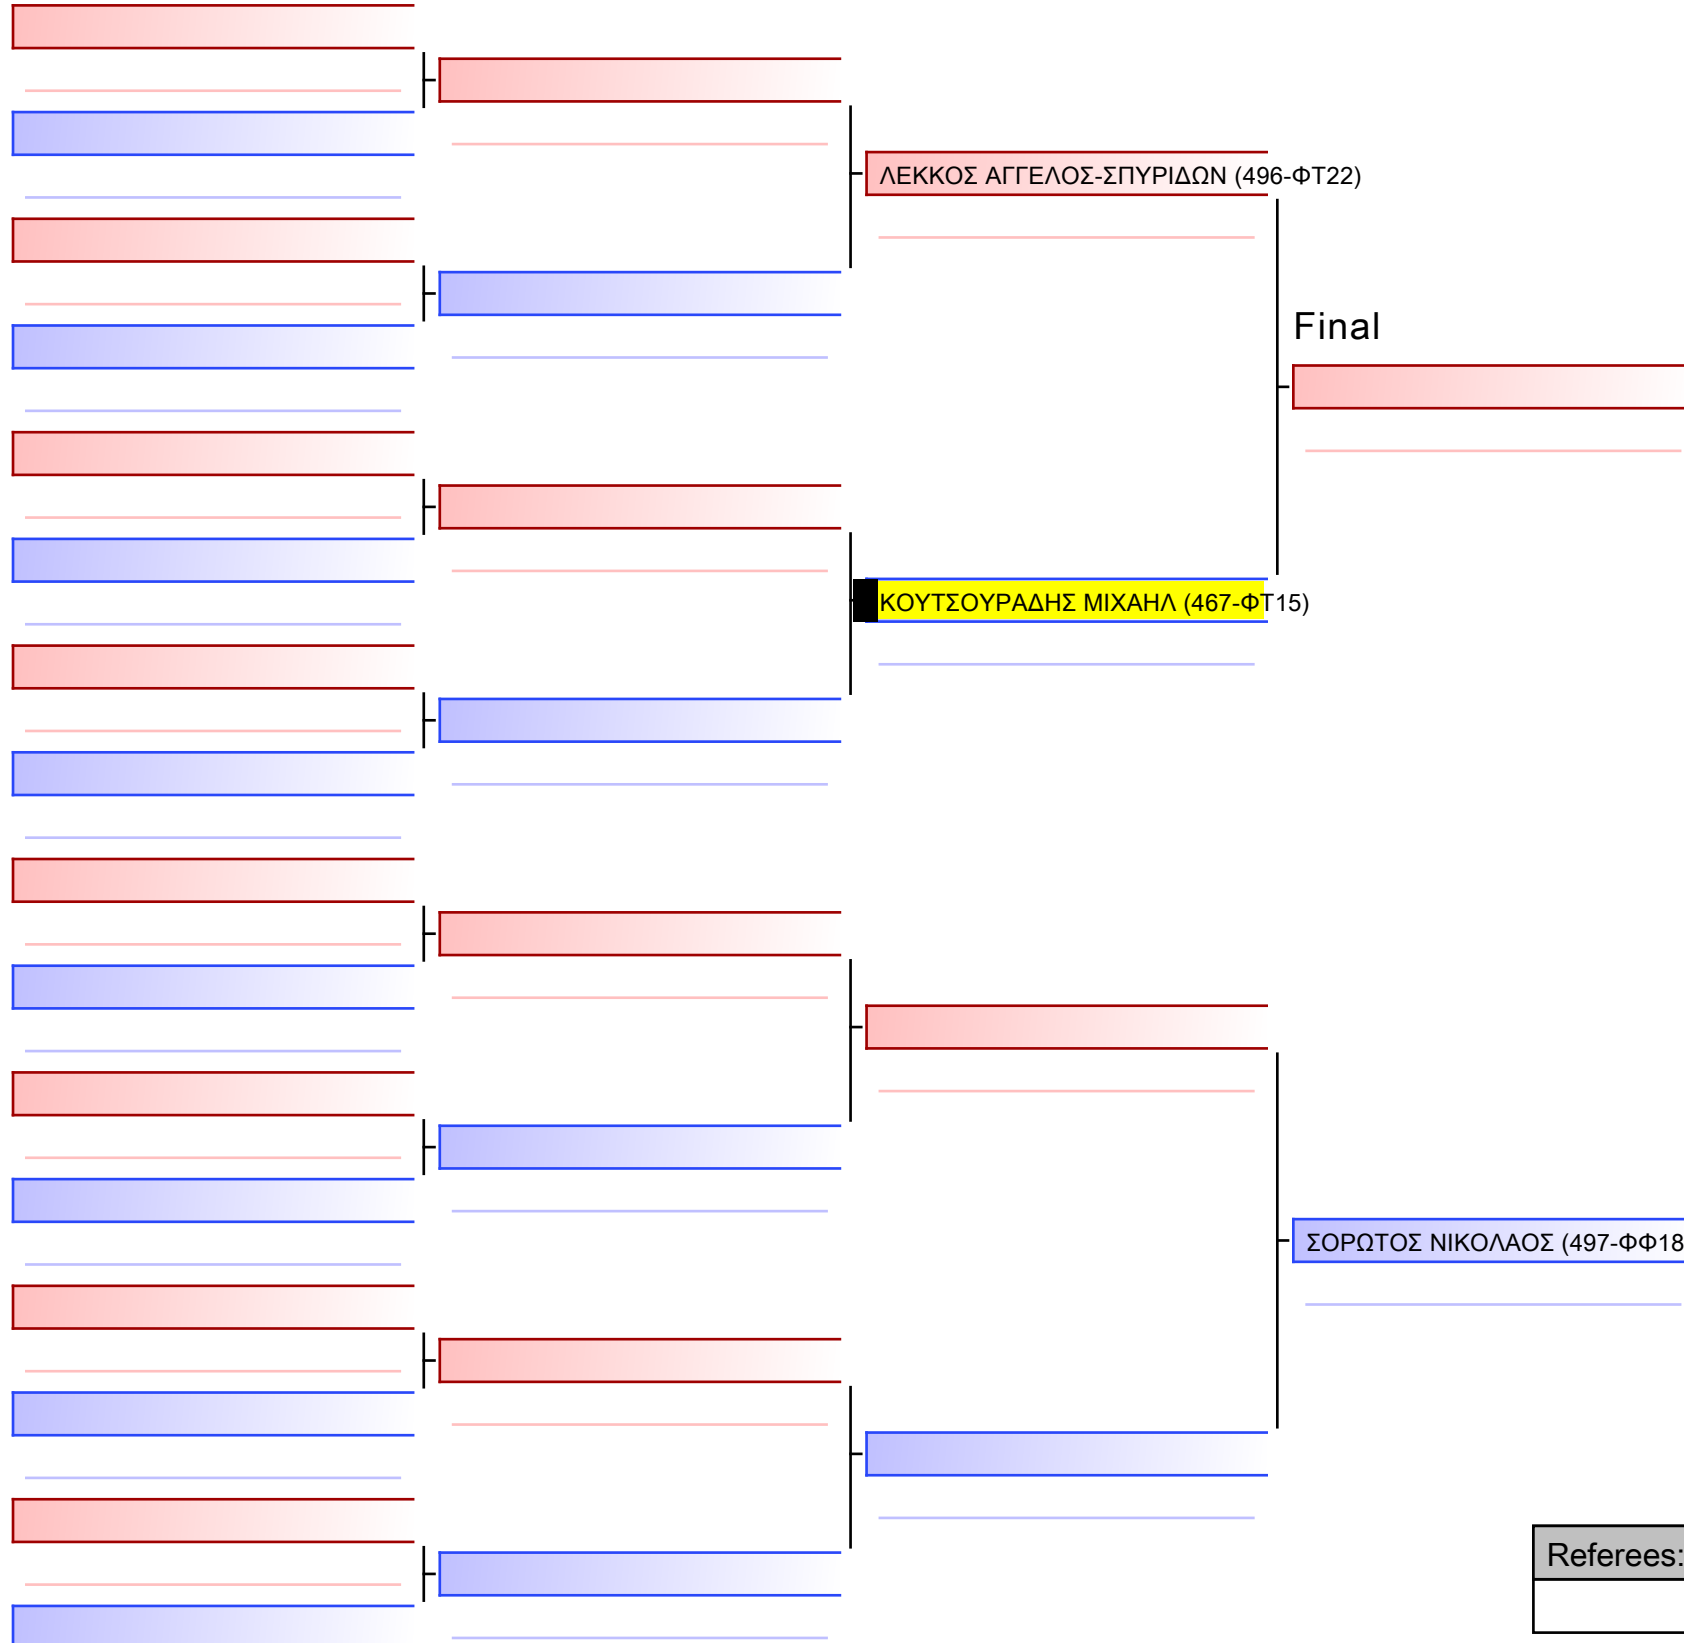 ΛΕΚΚΟΣ ΑΓΓΕΛΟΣ-ΣΠΥΡΙΔΩΝ (496-ΦΤ22)
Final
ΚΟΥΤΣΟΥΡΑΔΗΣ ΜΙΧΑΗΛ (467-ΦΤ15)
ΣΟΡΩΤΟΣ ΝΙΚΟΛΑΟΣ (497-ΦΦ18
Referees: